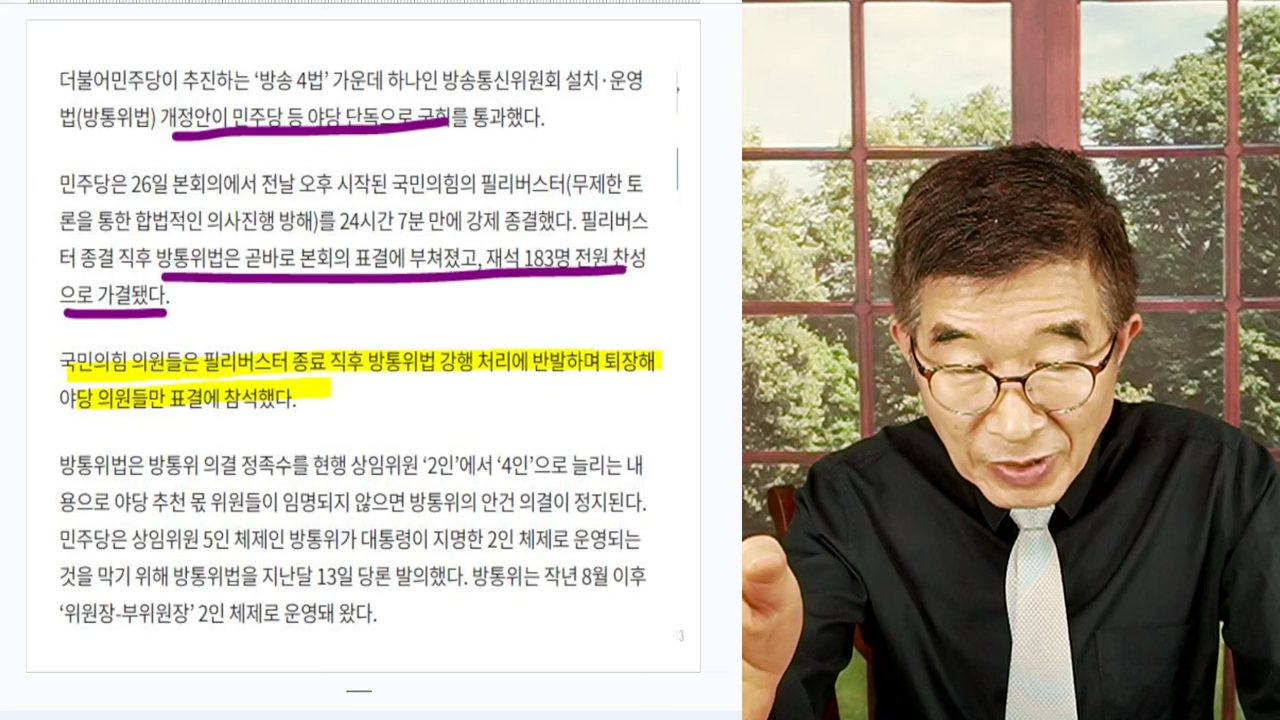 더불어민주당이 추진하는 ‘방송 4법’ 가운데 하나인 방송통신위원회 설치·운영
법(방통위법) 개정안이 민주당 등 야당 단독으로 국회를 통과했다.
민주당은 26일 본회의에서 전날 오후 시작된 국민의힘의 필리버스터(무제한 토
론을 통한 합법적인 의사진행 방해)를 24시간 7분 만에 강제 종결했다. 필리버스
터 종결 직후 방통위법은 곧바로 본회의 표결에 부쳐졌고, 재석 183명 전원 찬성
으로 가결됐다.
국민의힘 의원들은 필리버스터 종료 직후 방통위법 강행 처리에 반발하며 퇴장해
야당 의원들만 표결에 참석했다.
방통위법은 방통위 의결 정족수를 현행 상임위원 ‘2인’에서 ‘4인’으로 늘리는 내
용으로 야당 추천 몫 위원들이 임명되지 않으면 방통위의 안건 의결이 정지된다.
민주당은 상임위원 5인 체제인 방통위가 대통령이 지명한 2인 체제로 운영되는
것을 막기 위해 방통위법을 지난달 13일 당론 발의했다. 방통위는 작년 8월 이후
‘위원장-부위원장’ 2인 체제로 운영돼 왔다.